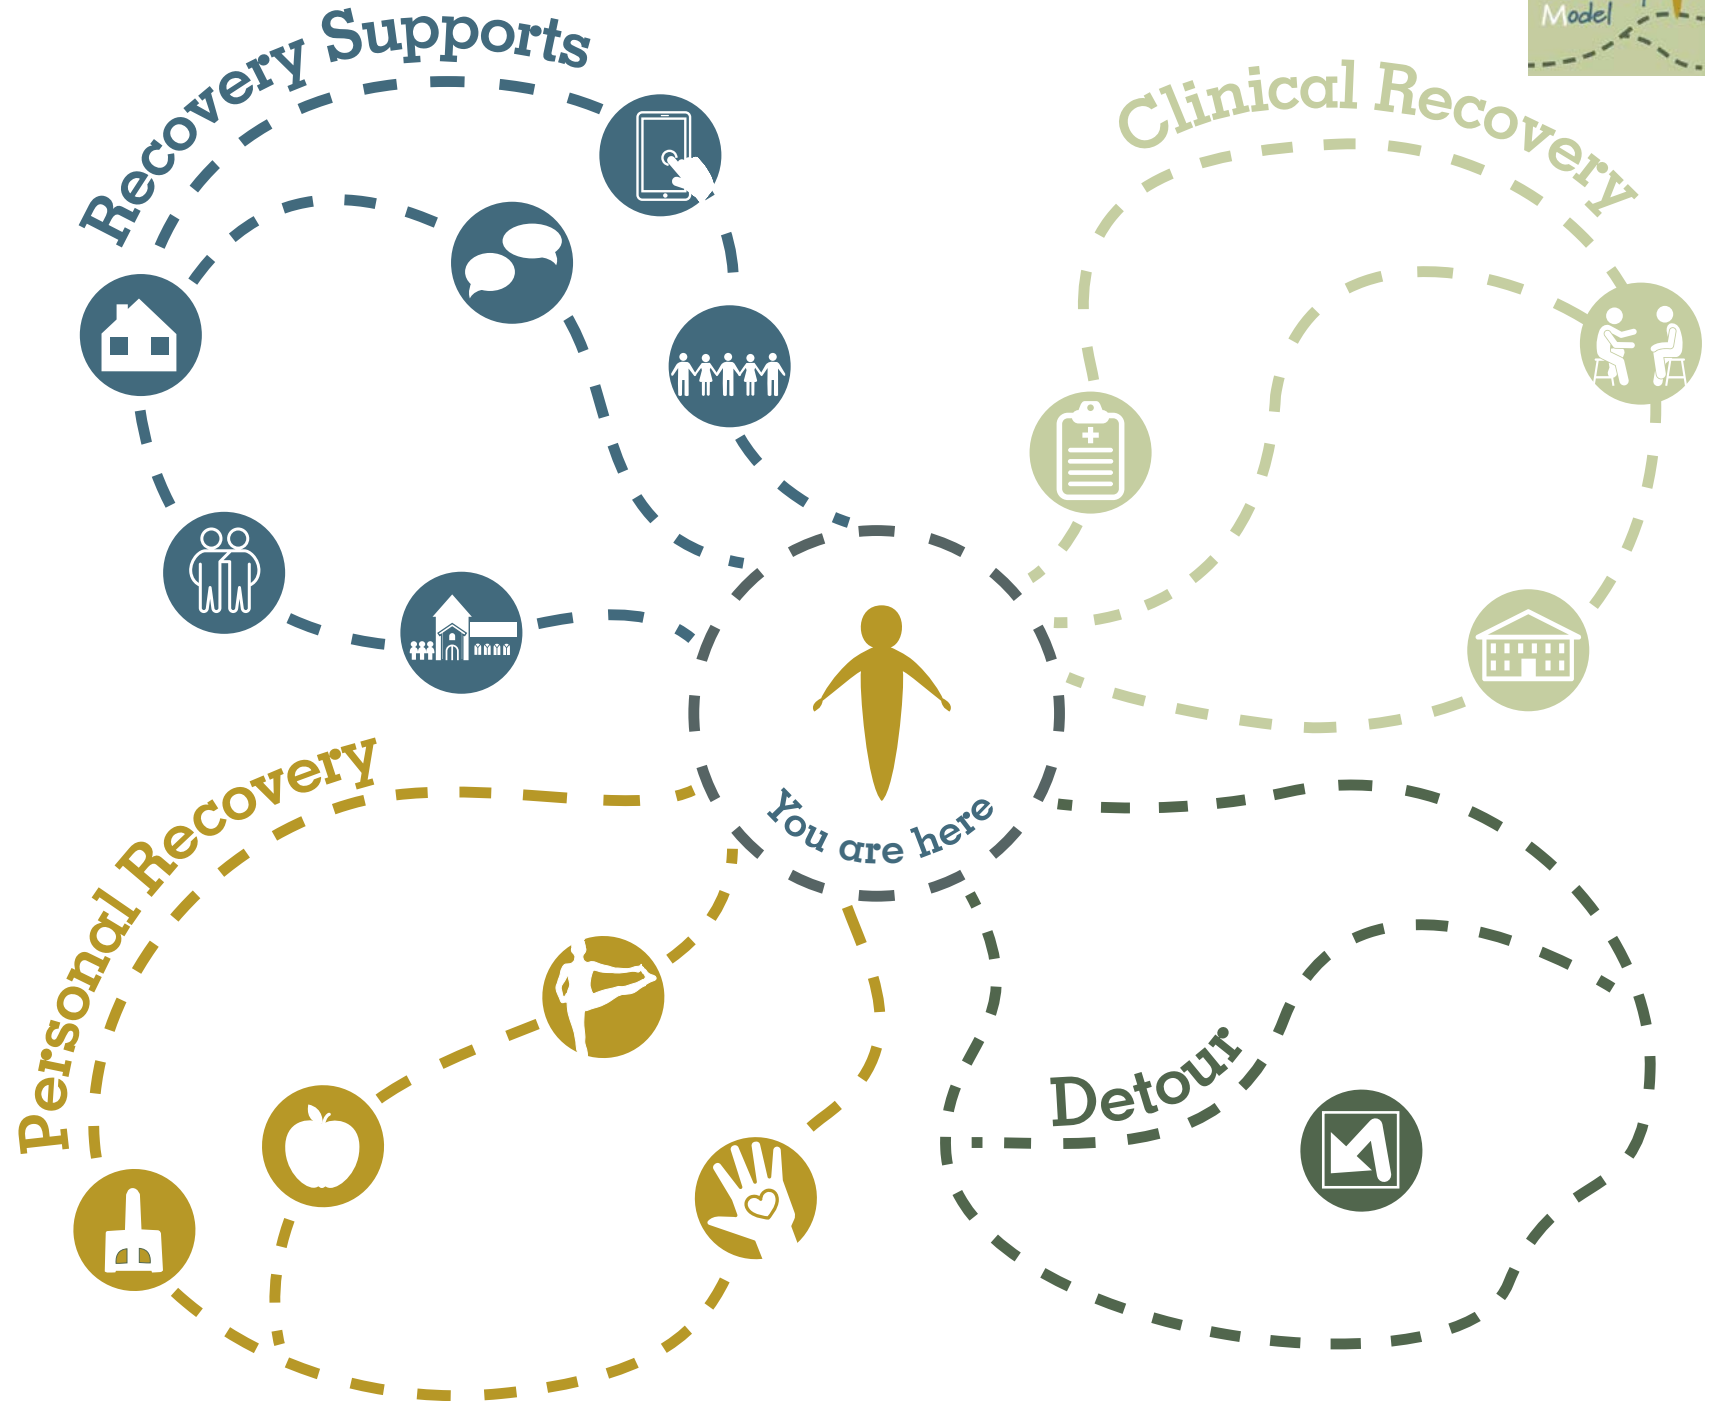 Model
Recovery Supports
Clinical Recovery
You are here
Personal Recovery
Detour